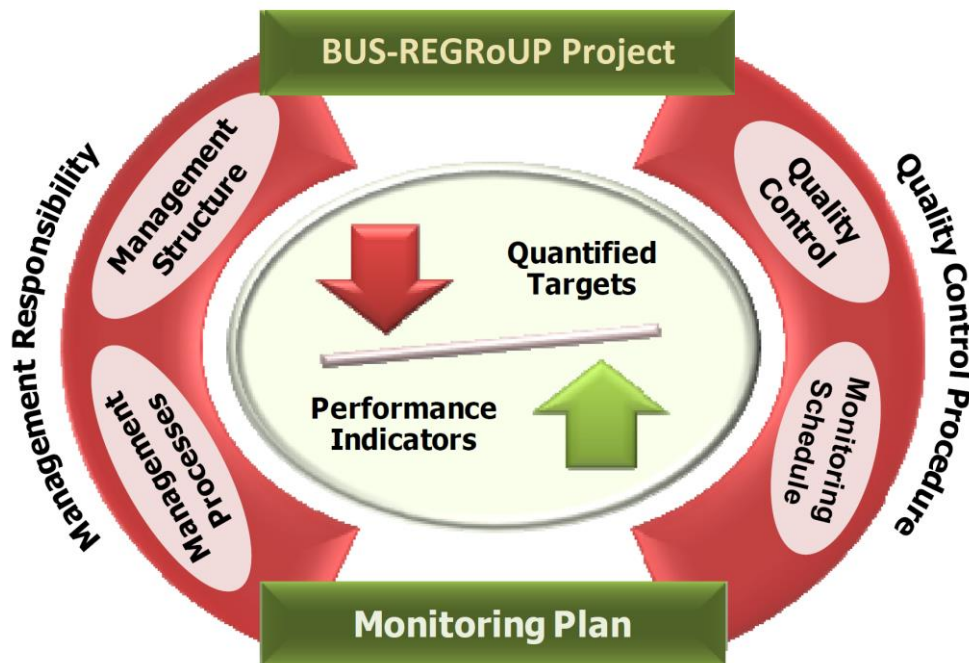 BUS-REGRoUP Project
Management Responsibility
Management
Structure
Management
Processes
Quantified
Targets
Performance
Indicators
Quality
Control
Monitoring
Schedule
Quality Control Procedure
Monitoring Plan